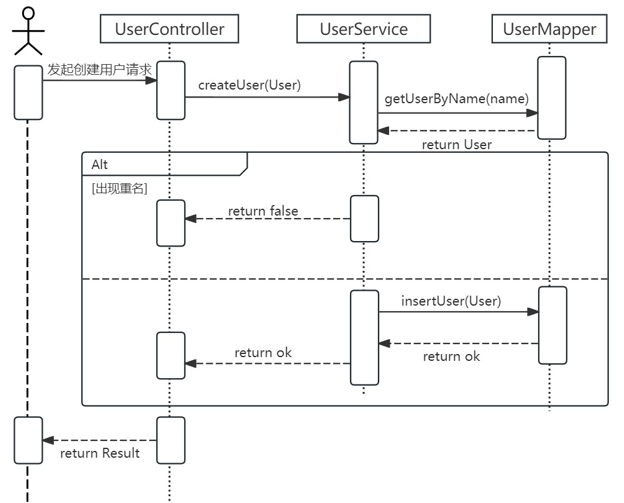 UserController
UserService
UserMapper
发起创建用户请求
createUser(User)
getUserByName(name)
return User
Alt
[出现重名]
return false
insertUser(User)
return ok
return ok
return Result